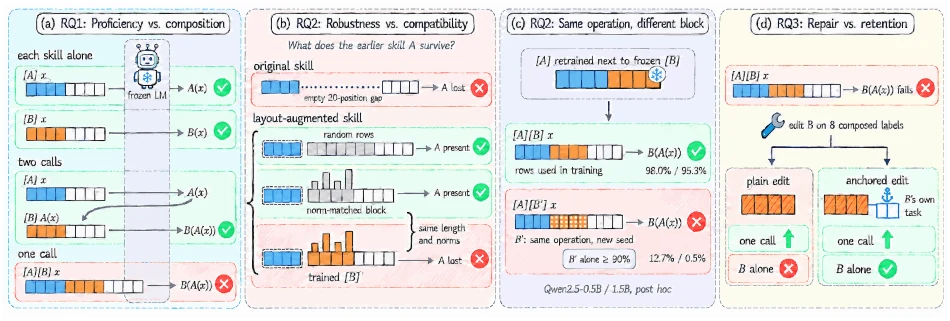 (a) RQ1: Proficiency vs. composition
each skill alone
[A] x
A(x)
frozen LM
[B] x
B(x)
two calls
[A] x
A(x)
[B] A(x)
B(A(x))
one call
[A][B] x
B(A(x))
(b) RQ2: Robustness vs. compatibility
What does the earlier skill A survive?
original skill
A lost
empty 20-position gap
layout-augmented skill
random rows
A present
A present
norm-matched block
same length
and norms
A lost
trained [B]
(c) RQ2: Same operation, different block
[A] retrained next to frozen [B]
[A][B] x
B(A(x))
rows used in training
98.0% / 95.3%
[A][B'] x
B(A(x))
B': same operation, new seed
B' alone ≥ 90%
12.7% / 0.5%
Qwen2.5-0.5B / 1.5B, post hoc
(d) RQ3: Repair vs. retention
[A][B] x
B(A(x)) fails
edit B on 8 composed labels
plain edit
one call
B alone
anchored edit
B's own
task
one call
B alone